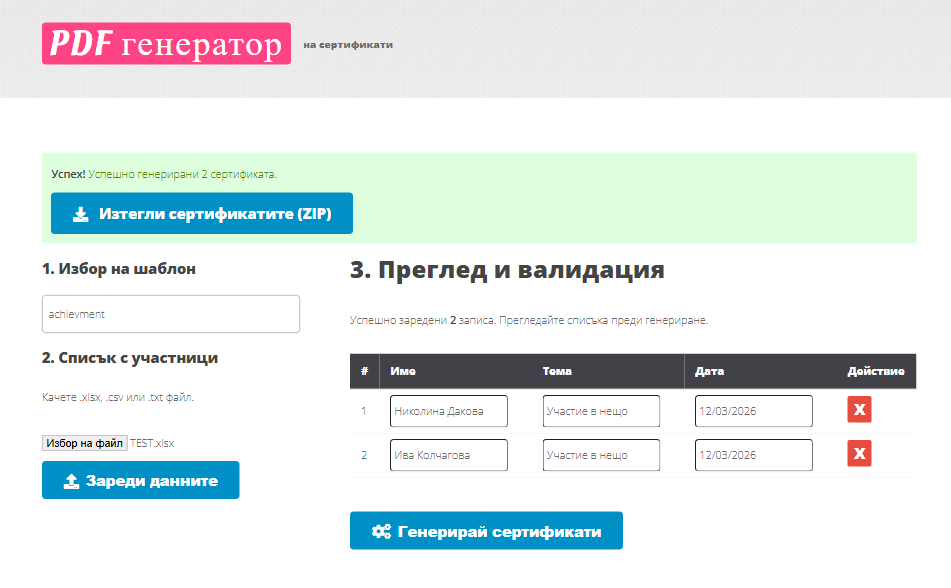 PDF генератор на сертификати
Успех! Успешно генерирани 2 сертификата.
Изтегли сертификатите (ZIP)
1. Избор на шаблон
achievment
2. Списък с участници
Качете .xlsx, .csv или .txt файл.
Избор на файл TEST.xlsx
Зареди данните
3. Преглед и валидация
Успешно заредени 2 записа. Прегледайте списъка преди генериране.
# Име Тема Дата Действие
1 Николина Дакова Участие в нещо 12/03/2026 X
2 Ива Колчагова Участие в нещо 12/03/2026 X
Генерирай сертификати